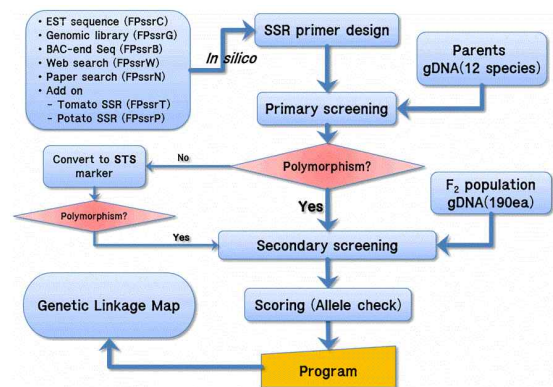 • EST sequence (FPssrC)
• Genomic library (FPssrG)
• BAC-end Seq (FPssrB)
• Web search (FPssrW)
• Paper search (FPssrN)
• Add on
– Tomato SSR (FPssrT)
– Potato SSR (FPssrP)
In silico
SSR primer design
Parents
gDNA(12 species)
Primary screening
Polymorphism?
No
Convert to STS
marker
Polymorphism?
Yes
Yes
F2 population
gDNA(190ea)
Secondary screening
Scoring (Allele check)
Genetic Linkage Map
Program